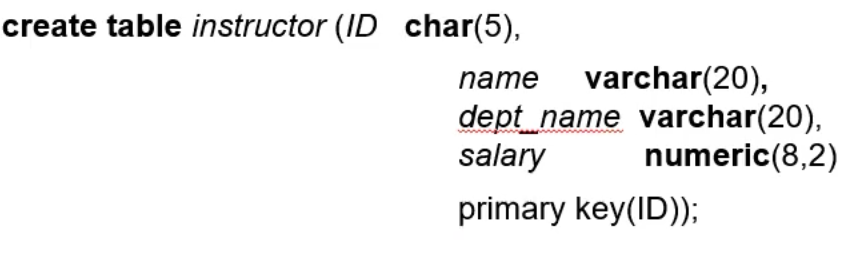 create table instructor (ID char(5),
name varchar(20),
dept_name varchar(20),
salary numeric(8,2)
primary key(ID));